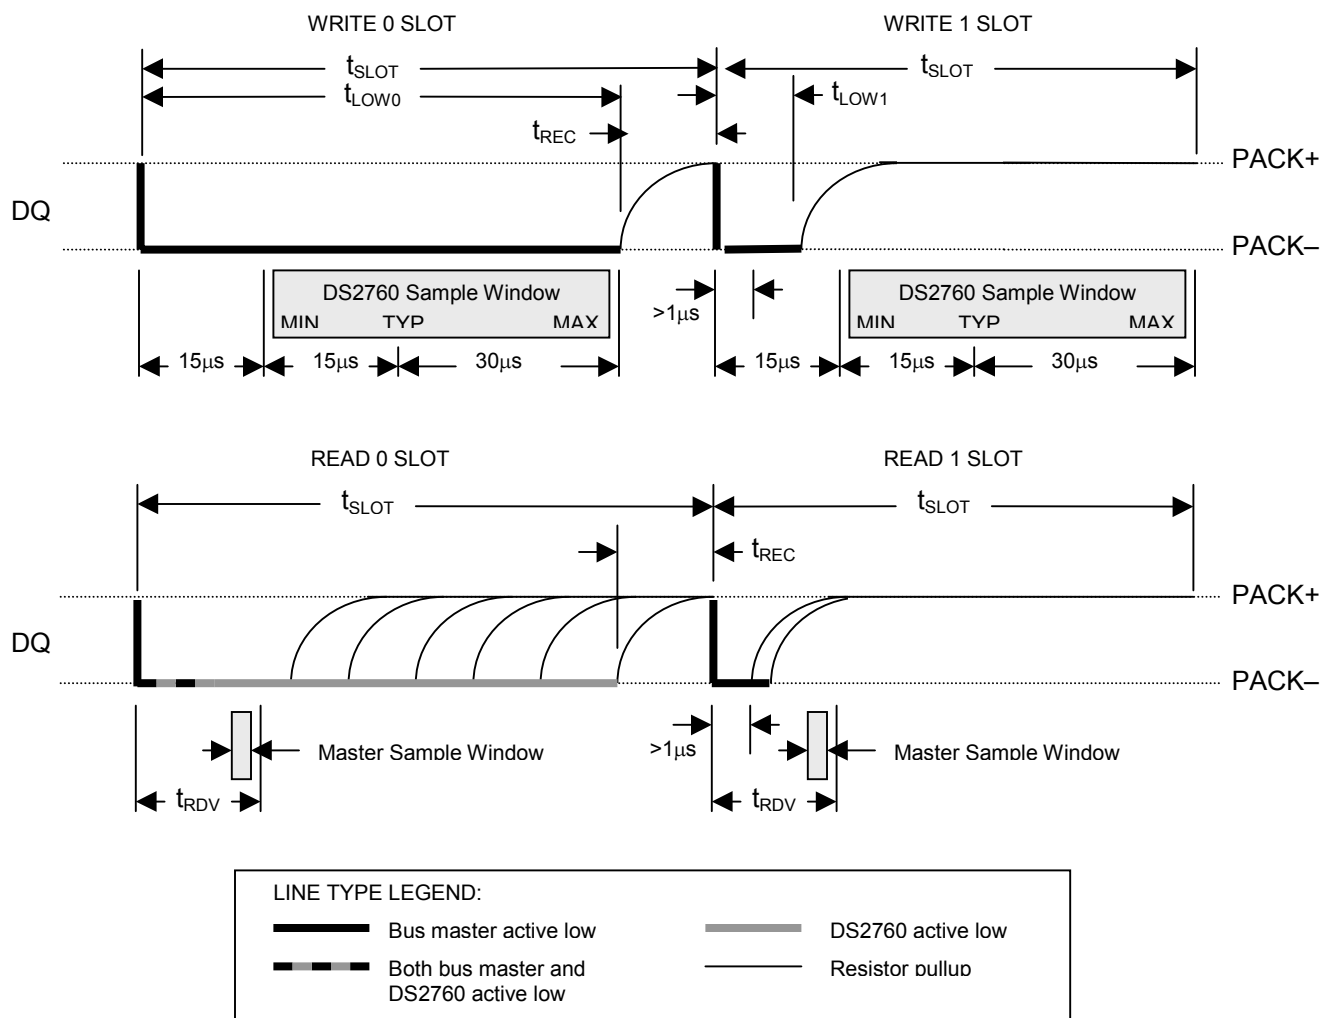 WRITE 0 SLOT WRITE 1 SLOT
tSLOT tSLOT
tLOW0 tLOW1
tREC
PACK+
DQ
PACK–
DS2760 Sample Window DS2760 Sample Window
>1μs
MIN TYP MAX MIN TYP MAX
15μs 15μs 30μs 15μs 15μs 30μs
READ 0 SLOT READ 1 SLOT
tSLOT tSLOT
tREC
PACK+
DQ
PACK–
>1μs
Master Sample Window Master Sample Window
tRDV tRDV
LINE TYPE LEGEND:
Bus master active low DS2760 active low
Both bus master and Resistor pullup
DS2760 active low